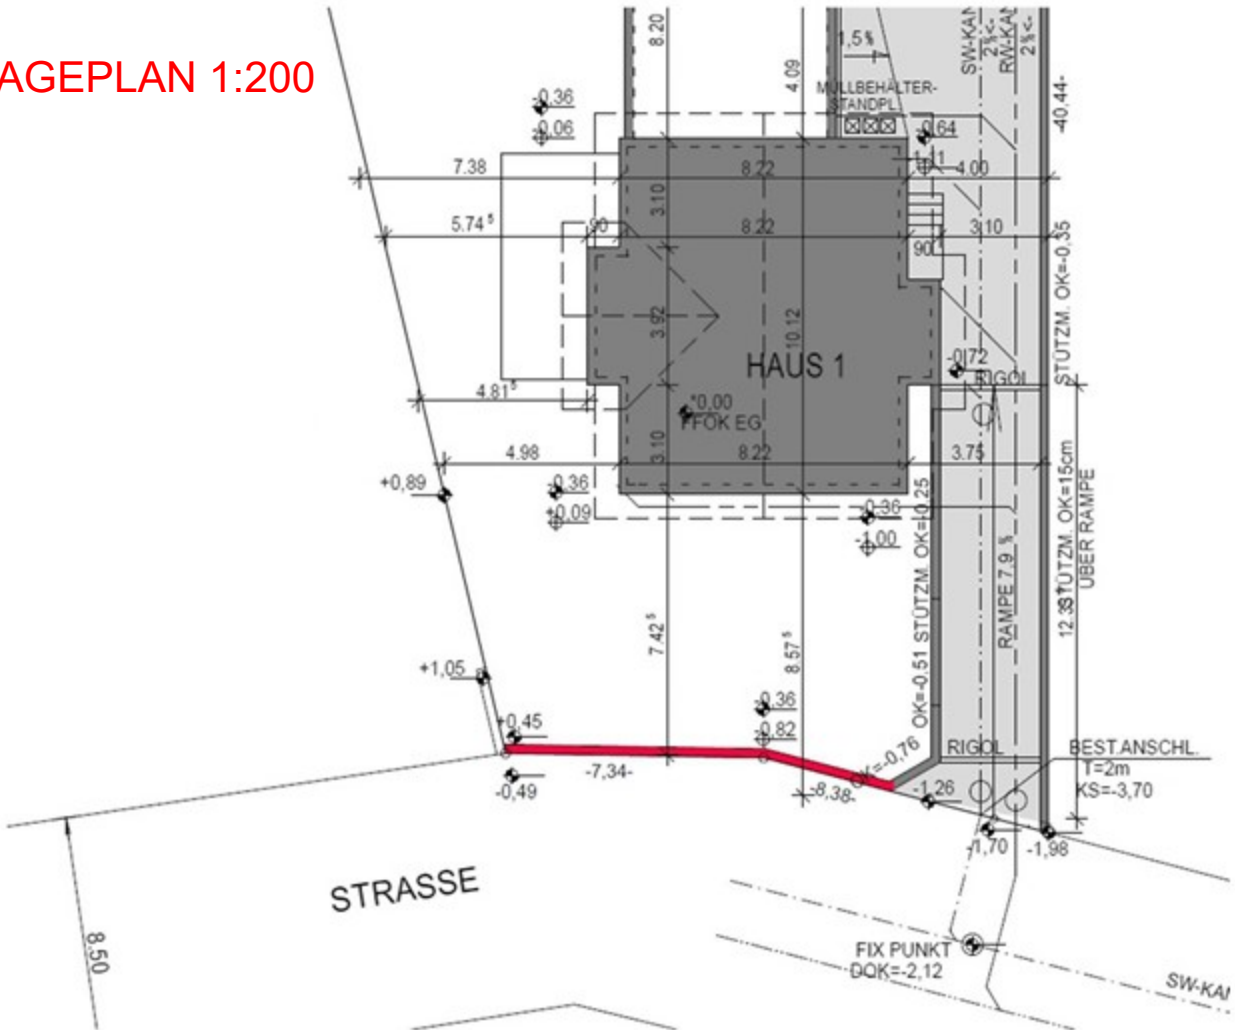 AGEPLAN 1:200
8.20
4.09
1,5%
SW-KAN
2%<-
RW-KAN
2%<-
-40,44-
MÜLLBEHÄLTER-
STANDPL.
-0,36
-0,06
-0,64
7.38
8.22
4.00
3.10
5.74⁵
90
8.22
90
3.10
STÜTZM. OK=-0,35
3.92
10.12
HAUS 1
-0,72
RIGOL
4.81⁵
0,00
FFOK EG
3.10
4.98
8.22
3.75
+0,89
-0,36
+0,09
-0,36
-1,00
OK=-0.51 STÜTZM. OK=-0.25
RAMPE 7,9 %
STÜTZM. OK=15cm
ÜBER RAMPE
7.42⁵
8.57⁵
+1,05
-0,36
-0,82
+0,45
OK=-0,76
RIGOL
BEST.ANSCHL.
T=2m
KS=-3,70
-7,34-
-0,49
-8,38-
-1,26
-1,70
-1,98
STRASSE
8.50
FIX PUNKT
DOK=-2,12
SW-KAN